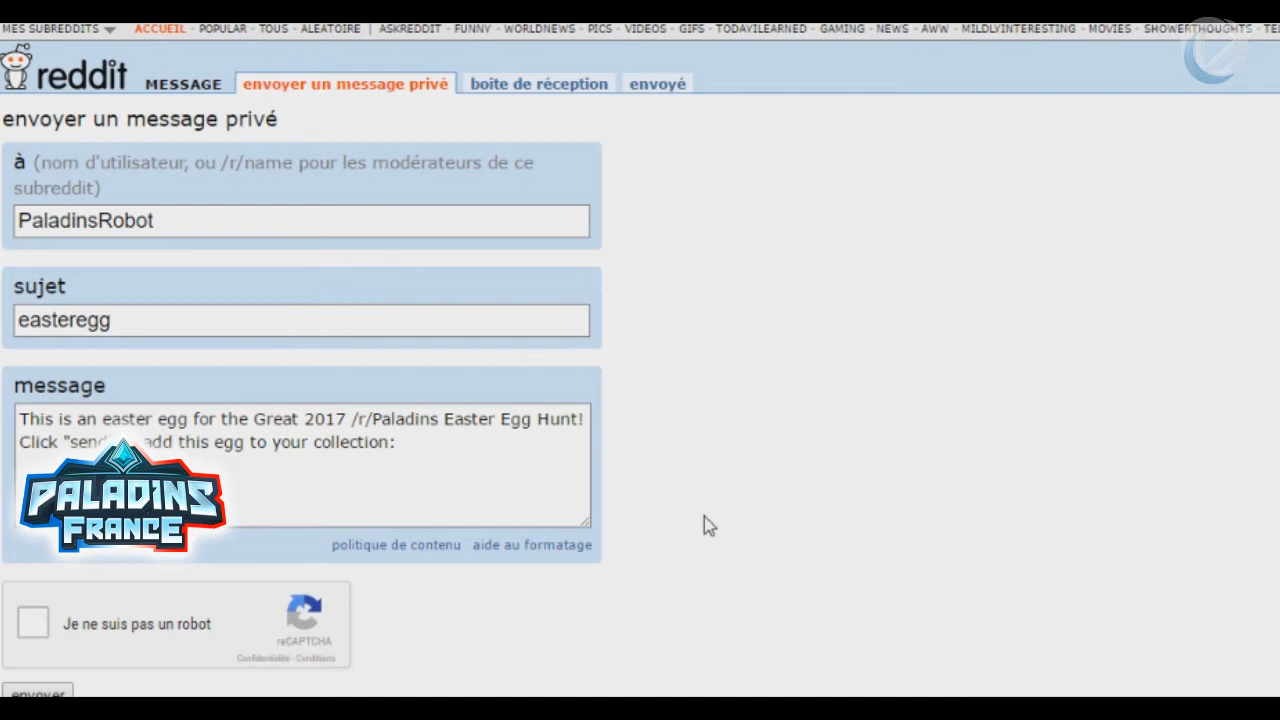 MES SUBREDDITS ACCUEIL - POPULAR - TOUS - ALÉATOIRE | ASKREDDIT - FUNNY - WORLDNEWS - PICS - VIDEOS - GIFS - TODAYILEARNED - GAMING - NEWS - AWW - MILDLYINTERESTING - MOVIES - SHOWERTHOUGHTS
reddit MESSAGE envoyer un message privé boîte de réception envoyé
envoyer un message privé
à (nom d'utilisateur, ou /r/name pour les modérateurs de ce
subreddit)
PaladinsRobot
sujet
easteregg
message
This is an easter egg for the Great 2017 /r/Paladins Easter Egg Hunt!
Click "send" add this egg to your collection:
PALADINS
FRANCE
politique de contenu aide au formatage
Je ne suis pas un robot
reCAPTCHA
Confidentialité - Conditions
envoyer